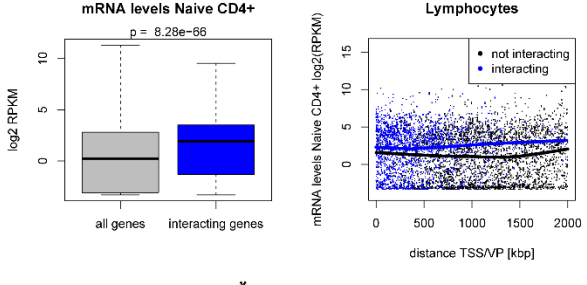 mRNA levels Naive CD4+
p = 8.28e−66
log2 RPKM
10
5
0
all genes
interacting genes
Lymphocytes
mRNA levels Naive CD4+ log2(RPKM)
15
10
5
0
not interacting
interacting
0
500
1000
1500
2000
distance TSS/VP [kbp]